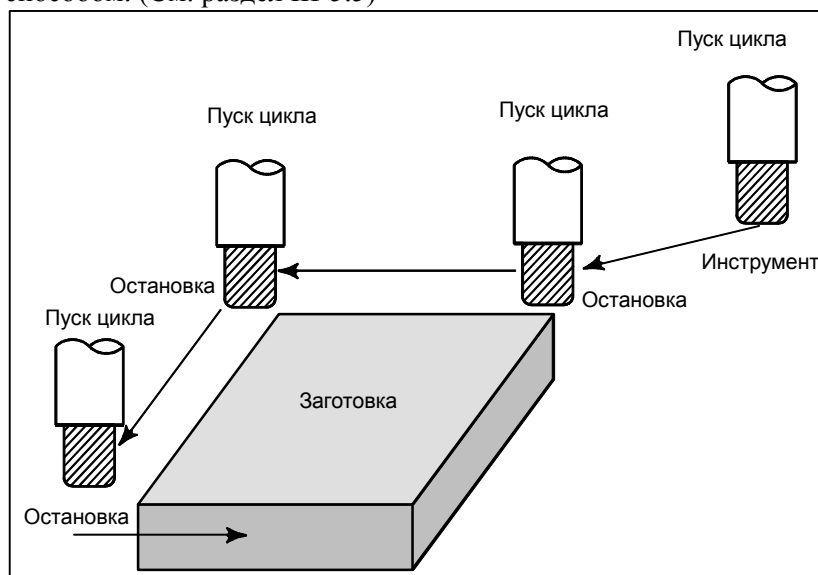 способом. (См. раздел III-5.5)
Пуск цикла
Пуск цикла
Пуск цикла
Инструмент
Остановка
Остановка
Пуск цикла
Заготовка
Остановка